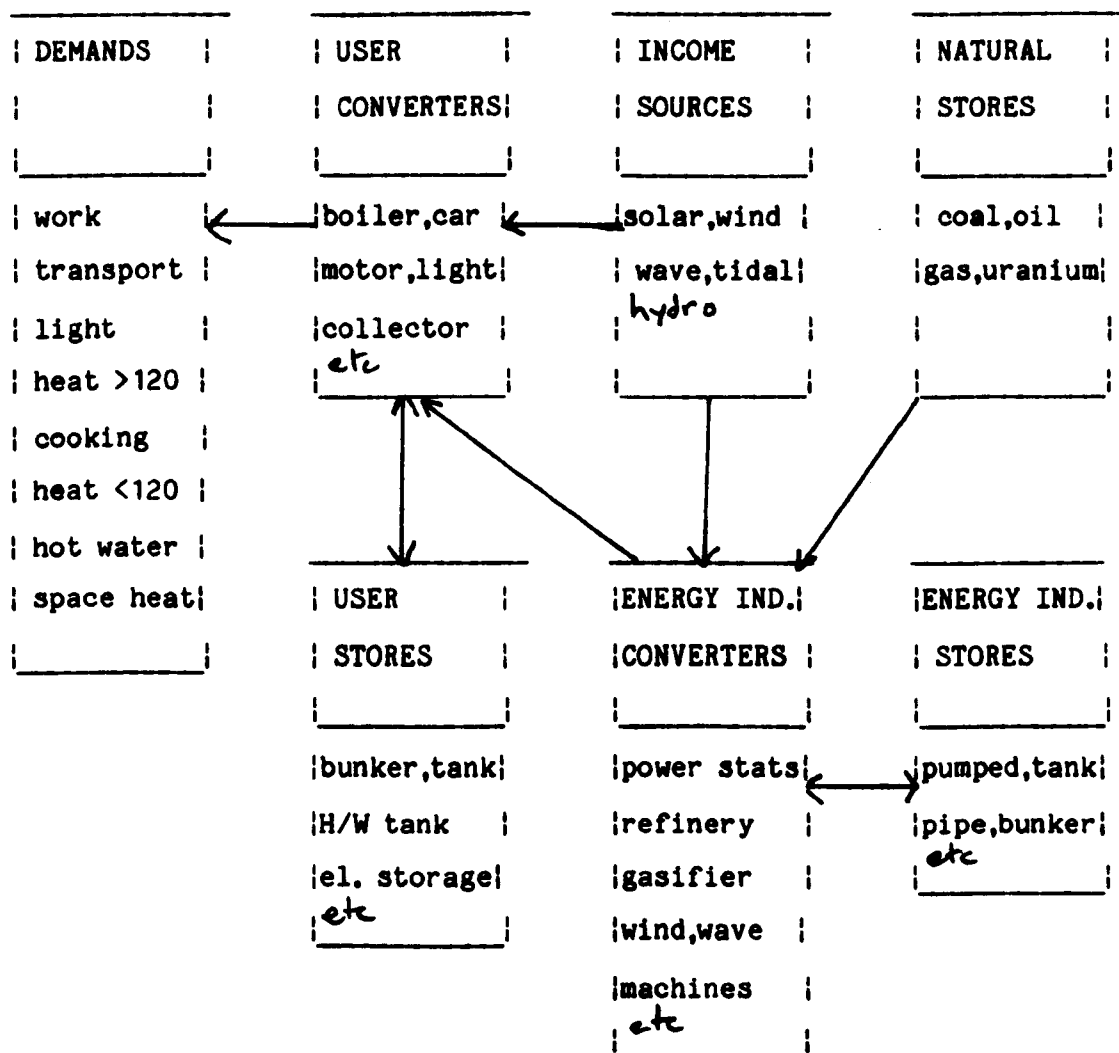 DEMANDS
USER
CONVERTERS
INCOME
SOURCES
NATURAL
STORES
work
transport
light
heat >120
cooking
heat <120
hot water
space heat
boiler,car
motor,light
collector
etc
solar,wind
wave,tidal
hydro
coal,oil
gas,uranium
USER
STORES
bunker,tank
H/W tank
el. storage
etc
ENERGY IND.
CONVERTERS
power stats
refinery
gasifier
wind,wave
machines
etc
ENERGY IND.
STORES
pumped,tank
pipe,bunker
etc